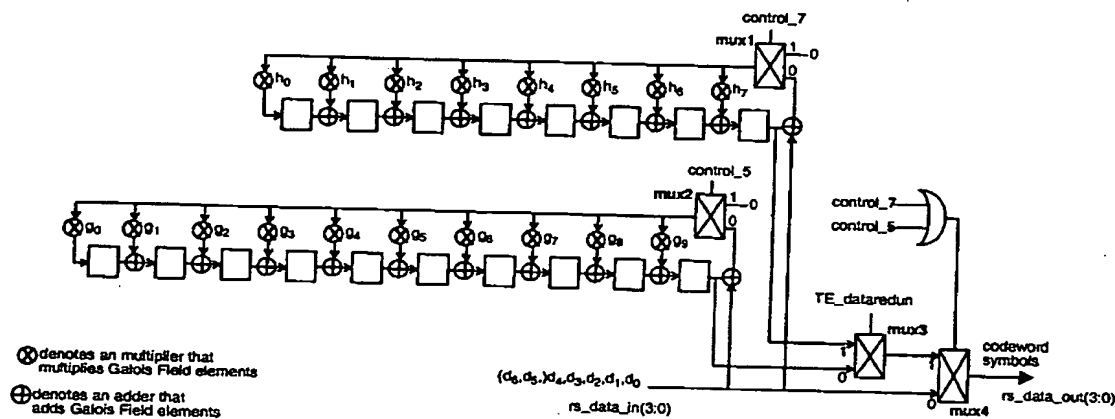 control_7
mux1
1
0
0
h0 h1 h2 h3 h4 h5 h6 h7
control_5
mux2
1
0
0
g0 g1 g2 g3 g4 g5 g6 g7 g8 g9
control_7
control_5
TE_dataredun
mux3
1
0
codeword
symbols
1
0
rs_data_out(3:0)
mux4
{d6,d5,}d4,d3,d2,d1,d0
rs_data_in(3:0)
denotes an multiplier that
multiplies Galois Field elements
denotes an adder that
adds Galois Field elements